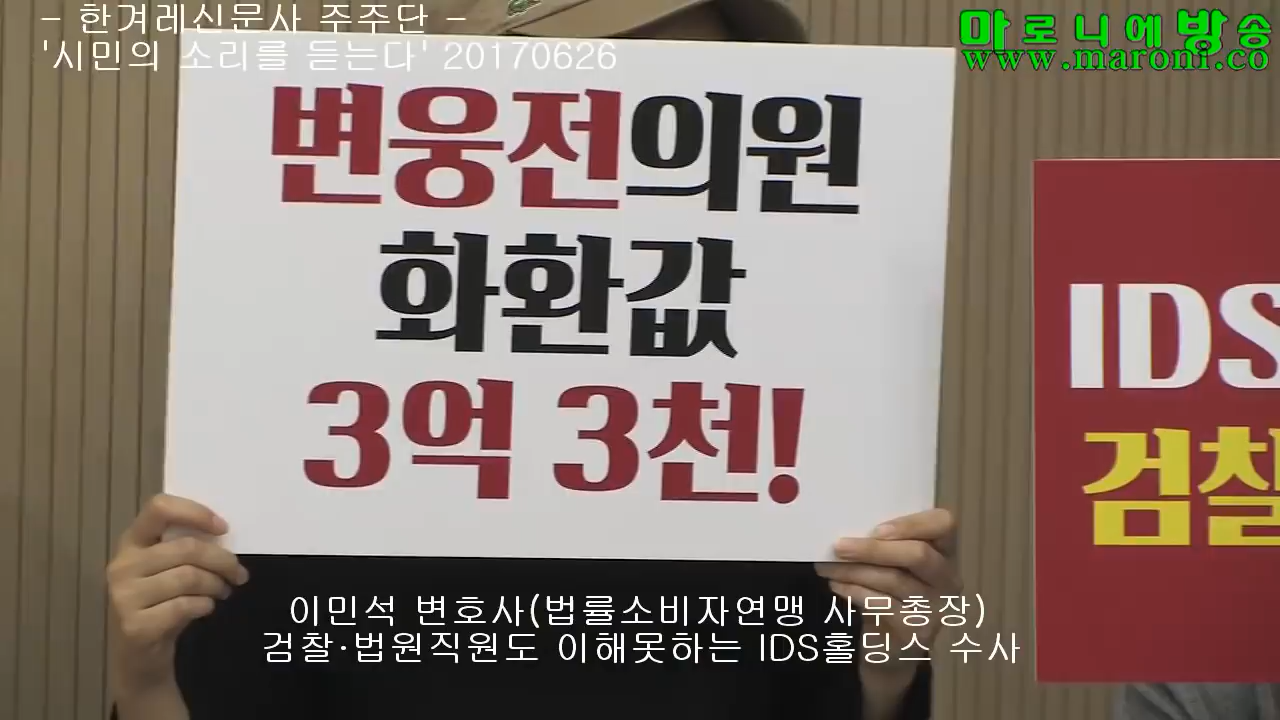 - 한겨레신문사 주주단 -
'시민의 소리를 듣는다' 20170626
마로니에방송
www.maroni.co
변웅전의원
화환값
3억 3천!
IDS
검찰
이민석 변호사(법률소비자연맹 사무총장)
검찰·법원직원도 이해못하는 IDS홀딩스 수사